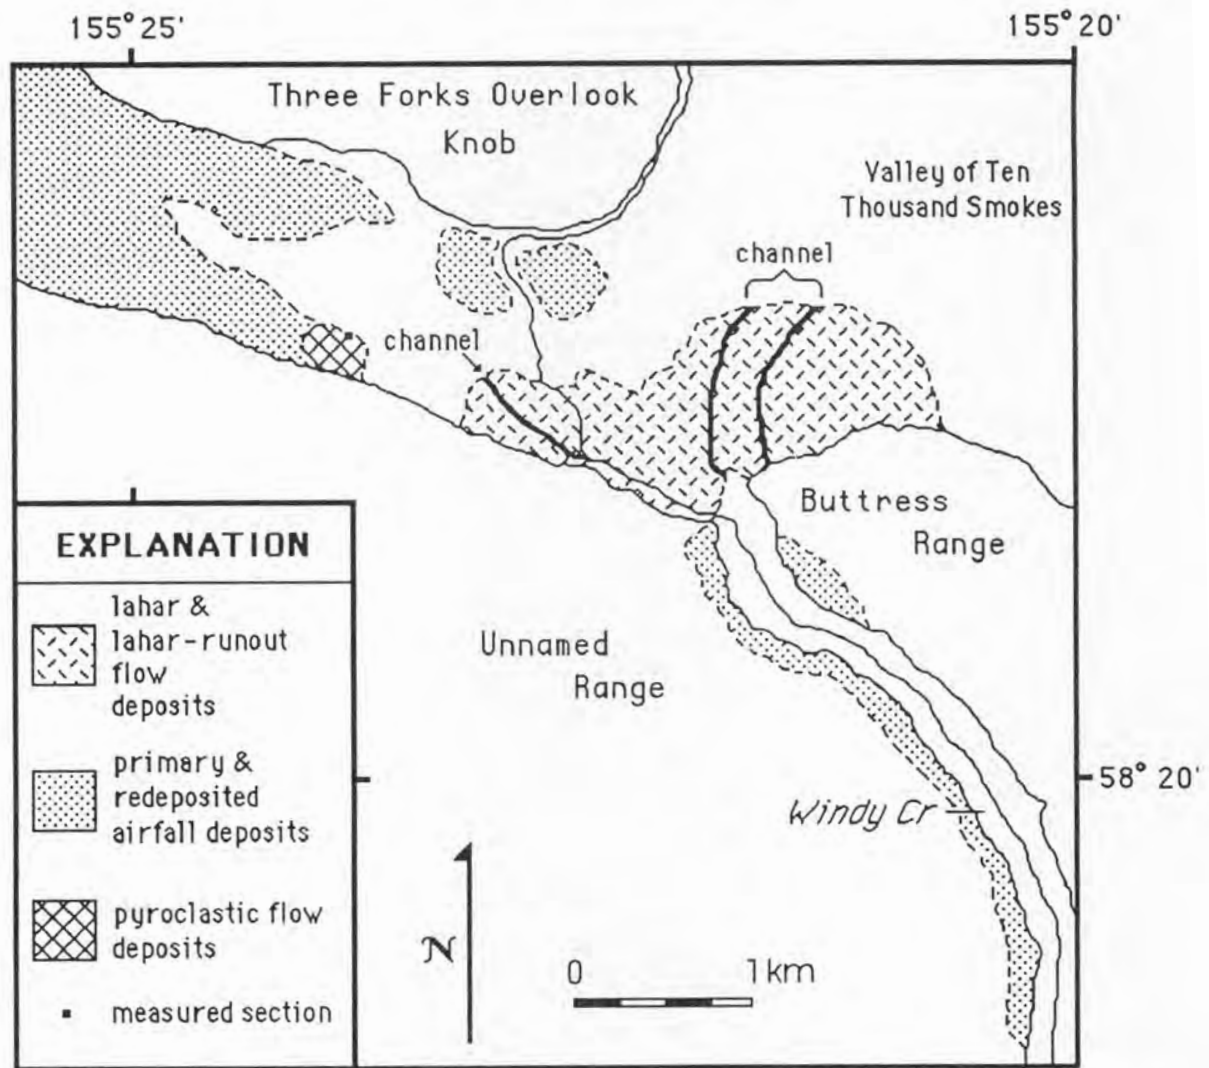 155° 25'
155° 20'
Three Forks Overlook
Knob
Valley of Ten
Thousand Smokes
channel
channel
Buttress
Range
Unnamed
Range
58° 20'
Windy Cr
N
0 1 km
EXPLANATION
lahar &
lahar-runout
flow
deposits
primary &
redeposited
airfall deposits
pyroclastic flow
deposits
measured section